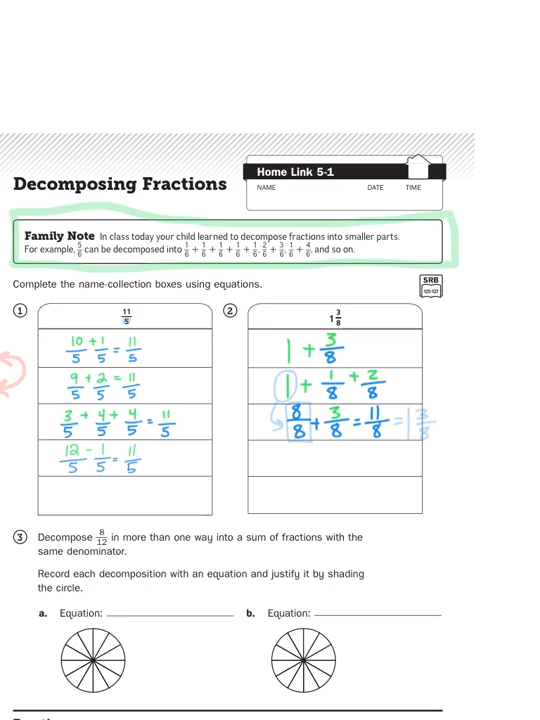 Home Link 5-1
Decomposing Fractions
NAME DATE TIME
Family Note In class today your child learned to decompose fractions into smaller parts.
For example, 5/6 can be decomposed into 1/6 + 1/6 + 1/6 + 1/6 + 1/6, 2/6 + 3/6, 1/6 + 4/6, and so on.
Complete the name-collection boxes using equations.
SRB
125-127
1 11/5
10/5 + 1/5 = 11/5
9/5 + 2/5 = 11/5
3/5 + 4/5 + 4/5 = 11/5
12/5 - 1/5 = 11/5
2 1 3/8
1 + 3/8
1 + 1/8 + 2/8
8/8 + 3/8 = 11/8 = 1 3/8
3 Decompose 8/12 in more than one way into a sum of fractions with the
same denominator.
Record each decomposition with an equation and justify it by shading
the circle.
a. Equation: b. Equation: